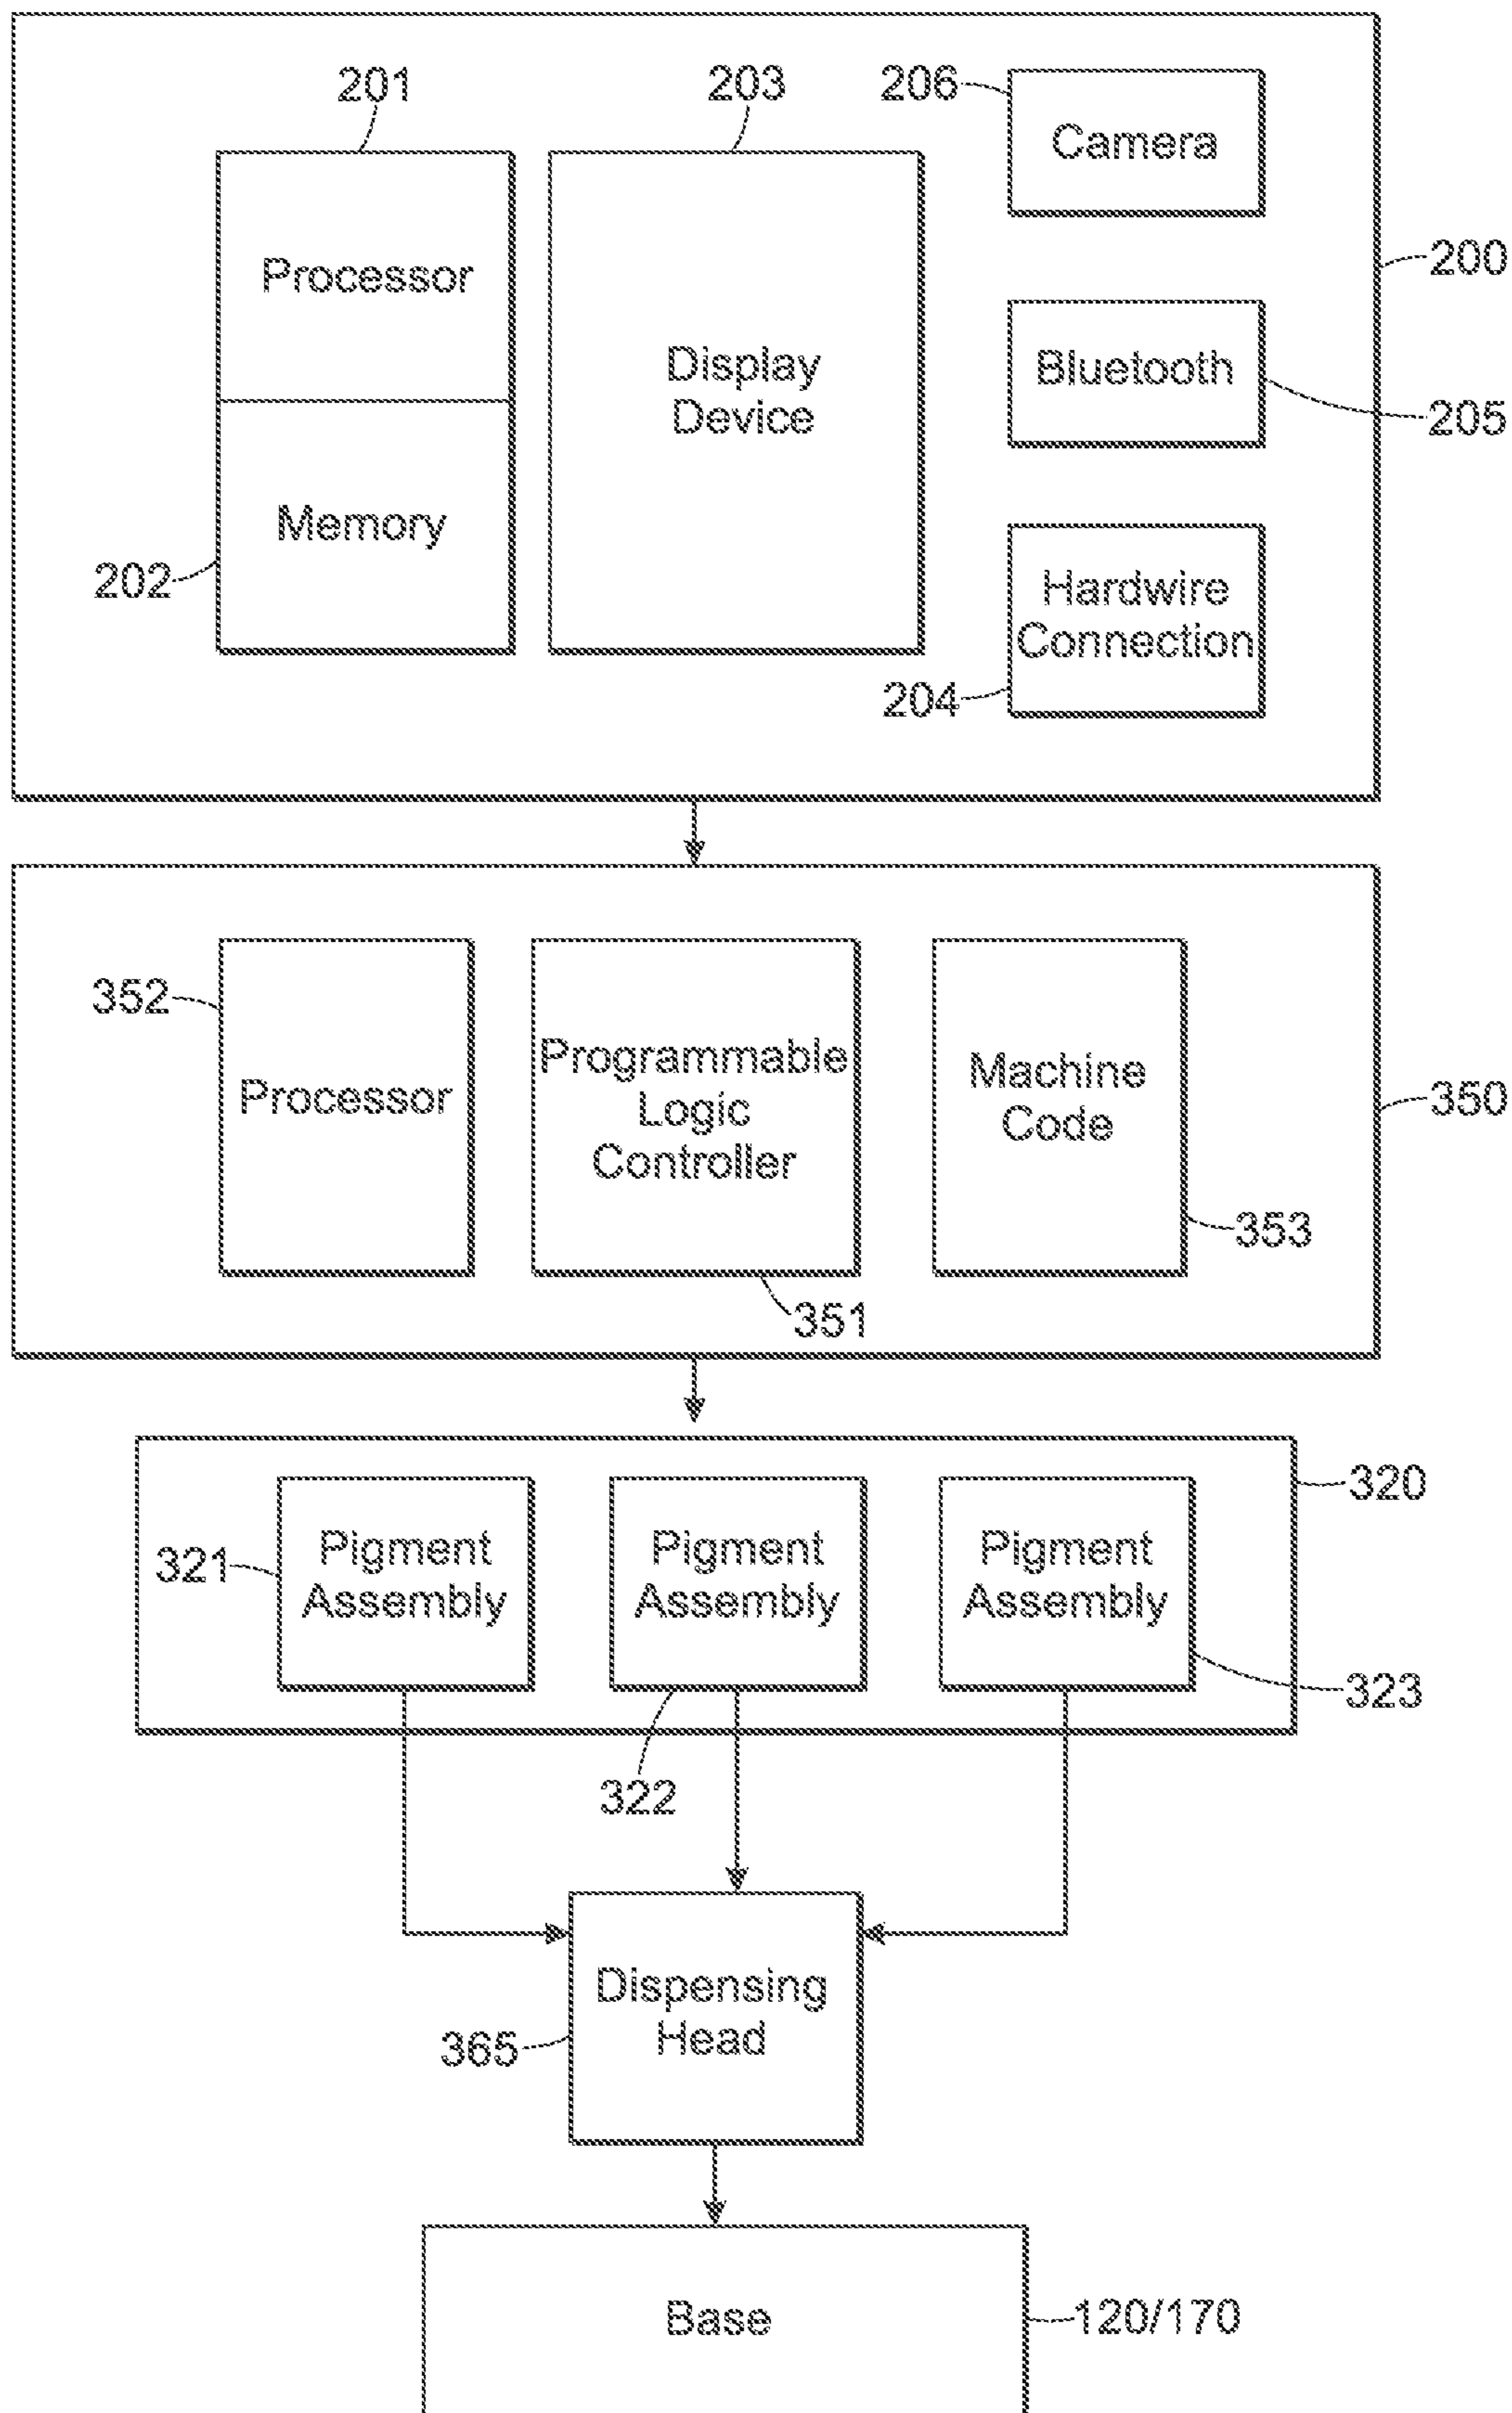 201
203
206
Camera
Processor
200
Display
Device
Bluetooth
205
Memory
202
Hardwire
Connection
204
352
Processor
Programmable
Logic
Controller
Machine
Code
350
353
351
320
321
Pigment
Assembly
Pigment
Assembly
Pigment
Assembly
323
322
Dispensing
Head
365
Base
120/170